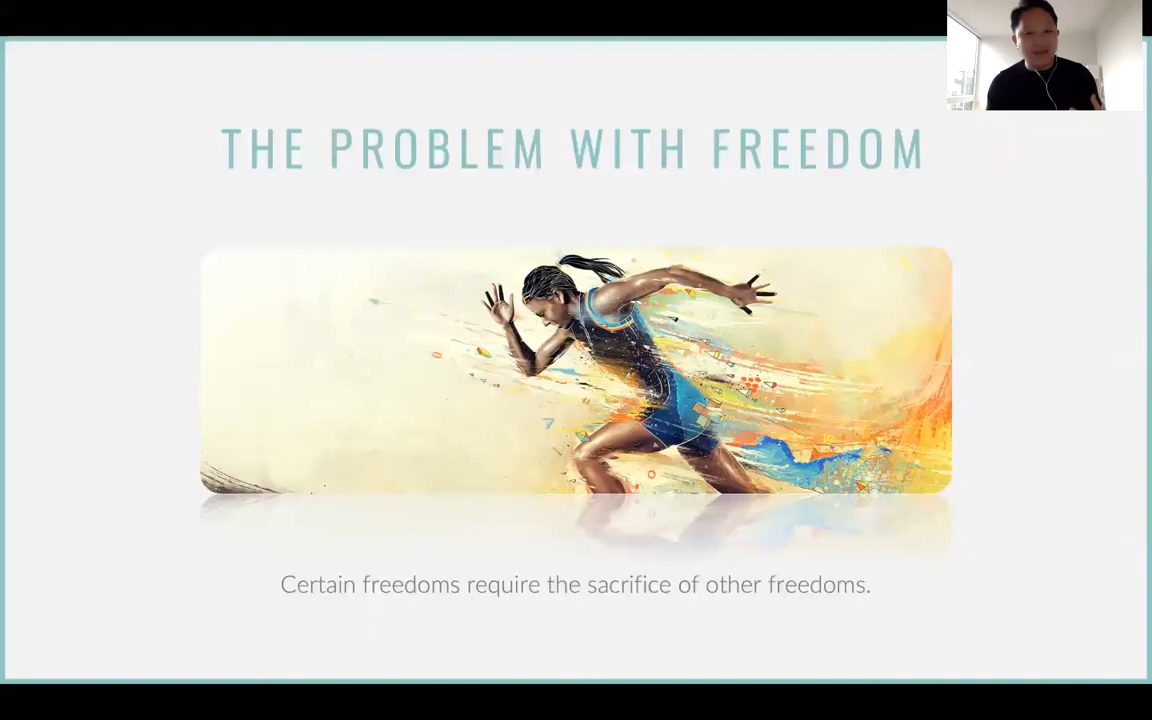 THE PROBLEM WITH FREEDOM
Certain freedoms require the sacrifice of other freedoms.